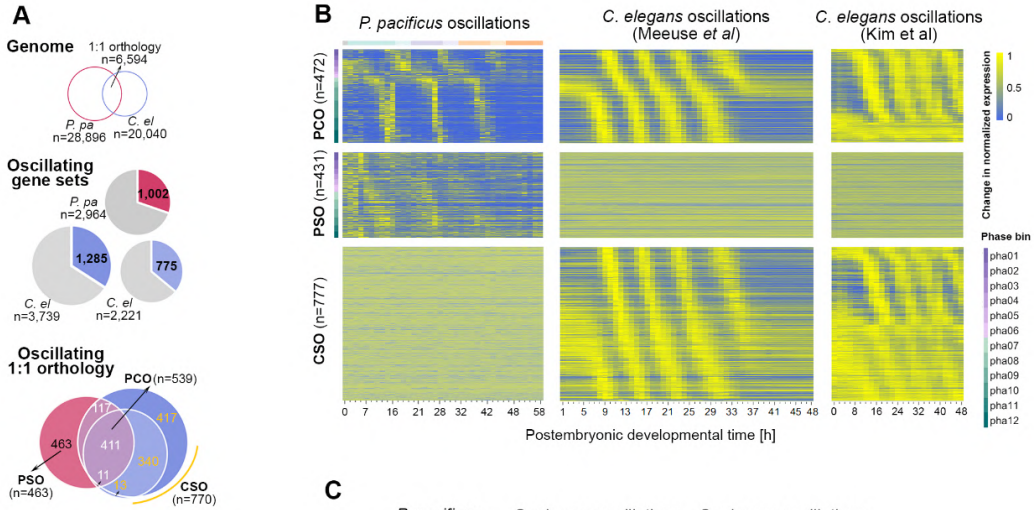 A
Genome
1:1 orthology
n=6,594
P. pa
n=28,896
C. el
n=20,040
Oscillating
gene sets
1,002
P. pa
n=2,964
1,285
775
C. el
n=3,739
C. el
n=2,221
Oscillating
1:1 orthology
PCO (n=539)
117
417
463
411
340
11
13
PSO
(n=463)
CSO
(n=770)
B
P. pacificus oscillations
C. elegans oscillations
(Meeuse et al)
C. elegans oscillations
(Kim et al)
PCO (n=472)
PSO (n=431)
CSO (n=777)
0 7 16 26 32 42 48 58
1 5 9 13 17 21 25 29 33 37 41 45 48
0 4 8 16 24 32 40 48
Postembryonic developmental time [h]
1
0.5
0
Change in normalized expression
Phase bin
pha01
pha02
pha03
pha04
pha05
pha06
pha07
pha08
pha09
pha10
pha11
pha12
C